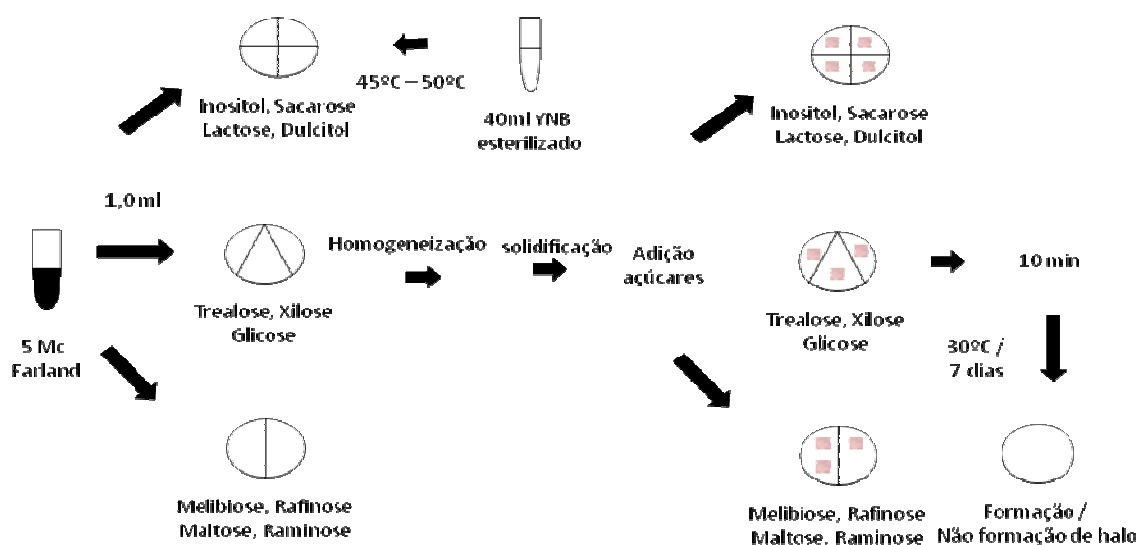 Inositol, Sacarose
Lactose, Dulcitol
45ºC – 50ºC
40ml YNB
esterilizado
Inositol, Sacarose
Lactose, Dulcitol
1,0 ml
5 Mc
Farland
Trealose, Xilose
Glicose
Homogeneização
solidificação
Adição
açúcares
Trealose, Xilose
Glicose
10 min
30ºC /
7 dias
Melibiose, Rafinose
Maltose, Raminose
Melibiose, Rafinose
Maltose, Raminose
Formação /
Não formação de halo